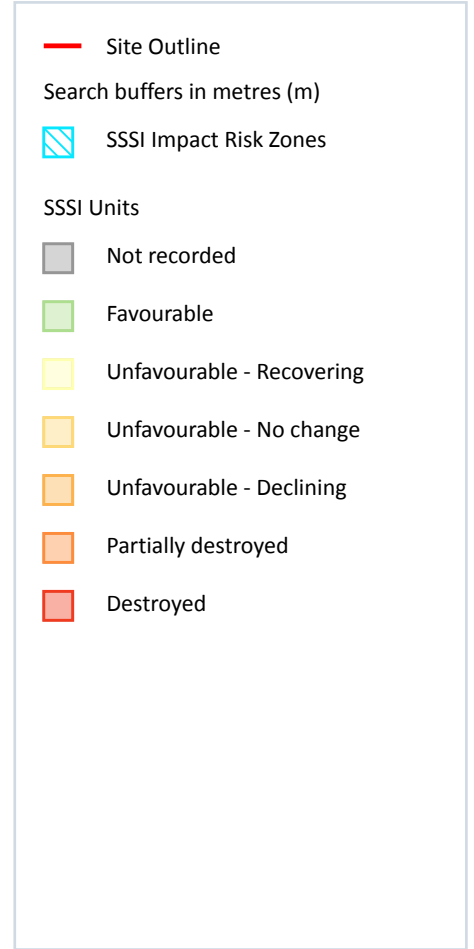 Site Outline
Search buffers in metres (m)
SSSI Impact Risk Zones
SSSI Units
Not recorded
Favourable
Unfavourable - Recovering
Unfavourable - No change
Unfavourable - Declining
Partially destroyed
Destroyed